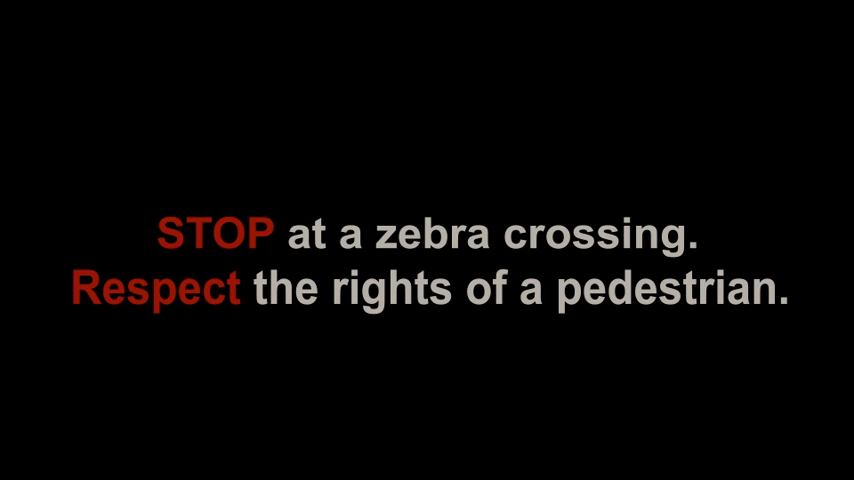 STOP at a zebra crossing.
Respect the rights of a pedestrian.